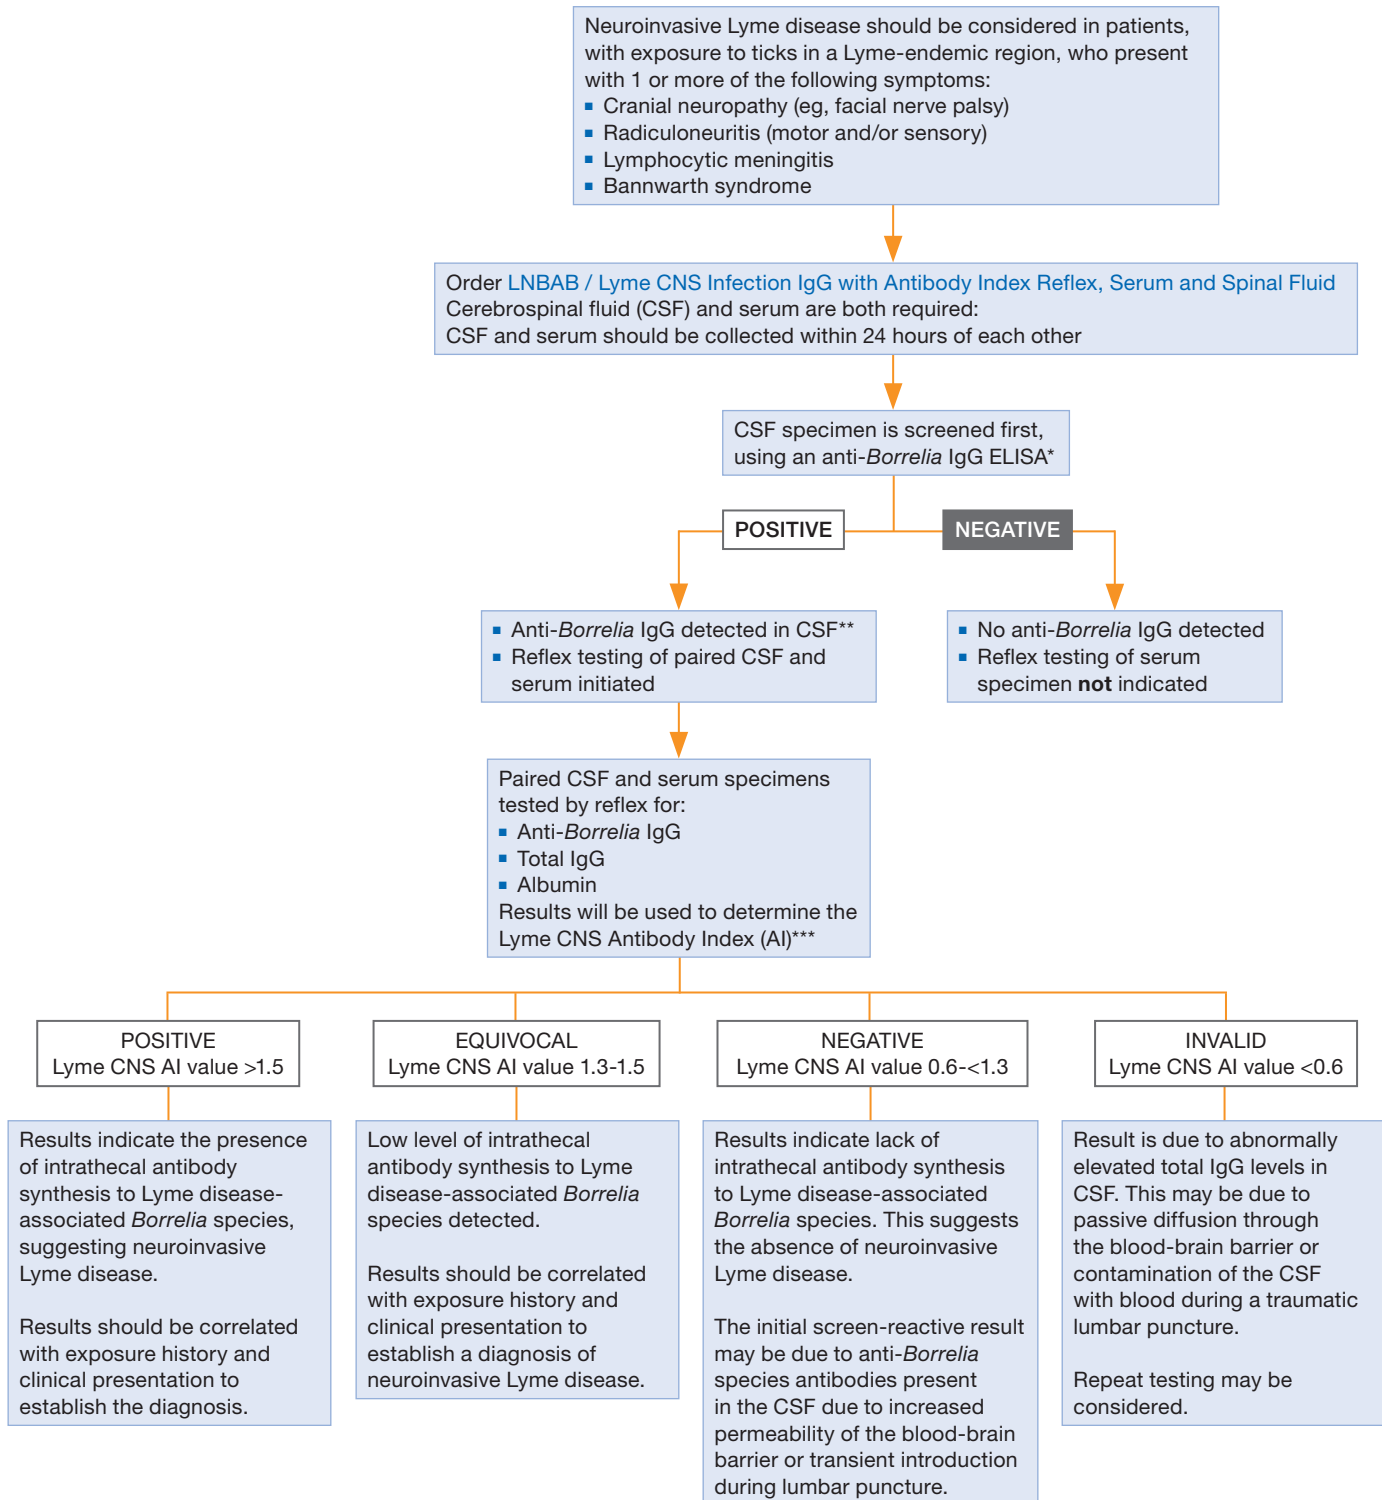 Neuroinvasive Lyme disease should be considered in patients,
with exposure to ticks in a Lyme-endemic region, who present
with 1 or more of the following symptoms:
▪ Cranial neuropathy (eg, facial nerve palsy)
▪ Radiculoneuritis (motor and/or sensory)
▪ Lymphocytic meningitis
▪ Bannwarth syndrome
Order LNBAB / Lyme CNS Infection IgG with Antibody Index Reflex, Serum and Spinal Fluid
Cerebrospinal fluid (CSF) and serum are both required:
CSF and serum should be collected within 24 hours of each other
CSF specimen is screened first,
using an anti-Borrelia IgG ELISA*
POSITIVE
NEGATIVE
▪ Anti-Borrelia IgG detected in CSF**
▪ Reflex testing of paired CSF and
serum initiated
▪ No anti-Borrelia IgG detected
▪ Reflex testing of serum
specimen not indicated
Paired CSF and serum specimens
tested by reflex for:
▪ Anti-Borrelia IgG
▪ Total IgG
▪ Albumin
Results will be used to determine the
Lyme CNS Antibody Index (AI)***
POSITIVE
Lyme CNS AI value >1.5
EQUIVOCAL
Lyme CNS AI value 1.3-1.5
NEGATIVE
Lyme CNS AI value 0.6-<1.3
INVALID
Lyme CNS AI value <0.6
Results indicate the presence
of intrathecal antibody
synthesis to Lyme disease-
associated Borrelia species,
suggesting neuroinvasive
Lyme disease.
Results should be correlated
with exposure history and
clinical presentation to
establish the diagnosis.
Low level of intrathecal
antibody synthesis to Lyme
disease-associated Borrelia
species detected.
Results should be correlated
with exposure history and
clinical presentation to
establish a diagnosis of
neuroinvasive Lyme disease.
Results indicate lack of
intrathecal antibody synthesis
to Lyme disease-associated
Borrelia species. This suggests
the absence of neuroinvasive
Lyme disease.
The initial screen-reactive result
may be due to anti-Borrelia
species antibodies present
in the CSF due to increased
permeability of the blood-brain
barrier or transient introduction
during lumbar puncture.
Result is due to abnormally
elevated total IgG levels in
CSF. This may be due to
passive diffusion through
the blood-brain barrier or
contamination of the CSF
with blood during a traumatic
lumbar puncture.
Repeat testing may be
considered.